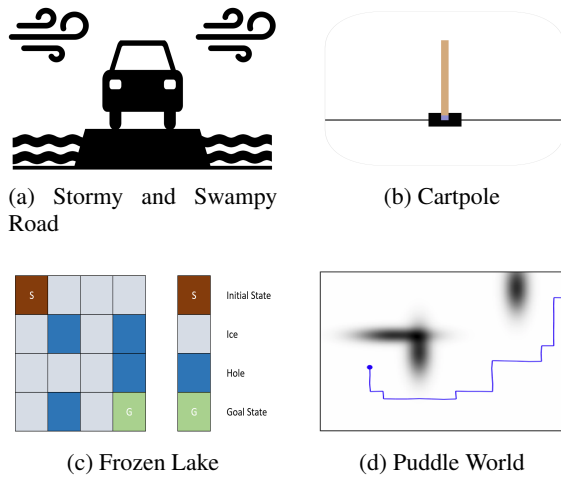 (a) Stormy and Swampy
Road
(b) Cartpole
S
S
Initial State
Ice
Hole
G
G
Goal State
(c) Frozen Lake
(d) Puddle World